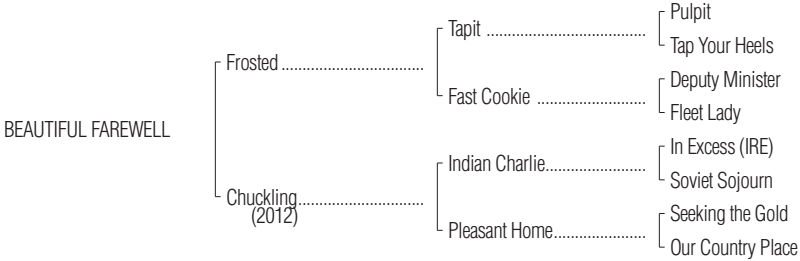 Pulpit
Tapit ......................................
Tap Your Heels
Frosted ..................................
Deputy Minister
Fast Cookie ..........................
Fleet Lady
BEAUTIFUL FAREWELL
In Excess (IRE)
Indian Charlie........................
Soviet Sojourn
Chuckling..............................
(2012)
Seeking the Gold
Pleasant Home......................
Our Country Place